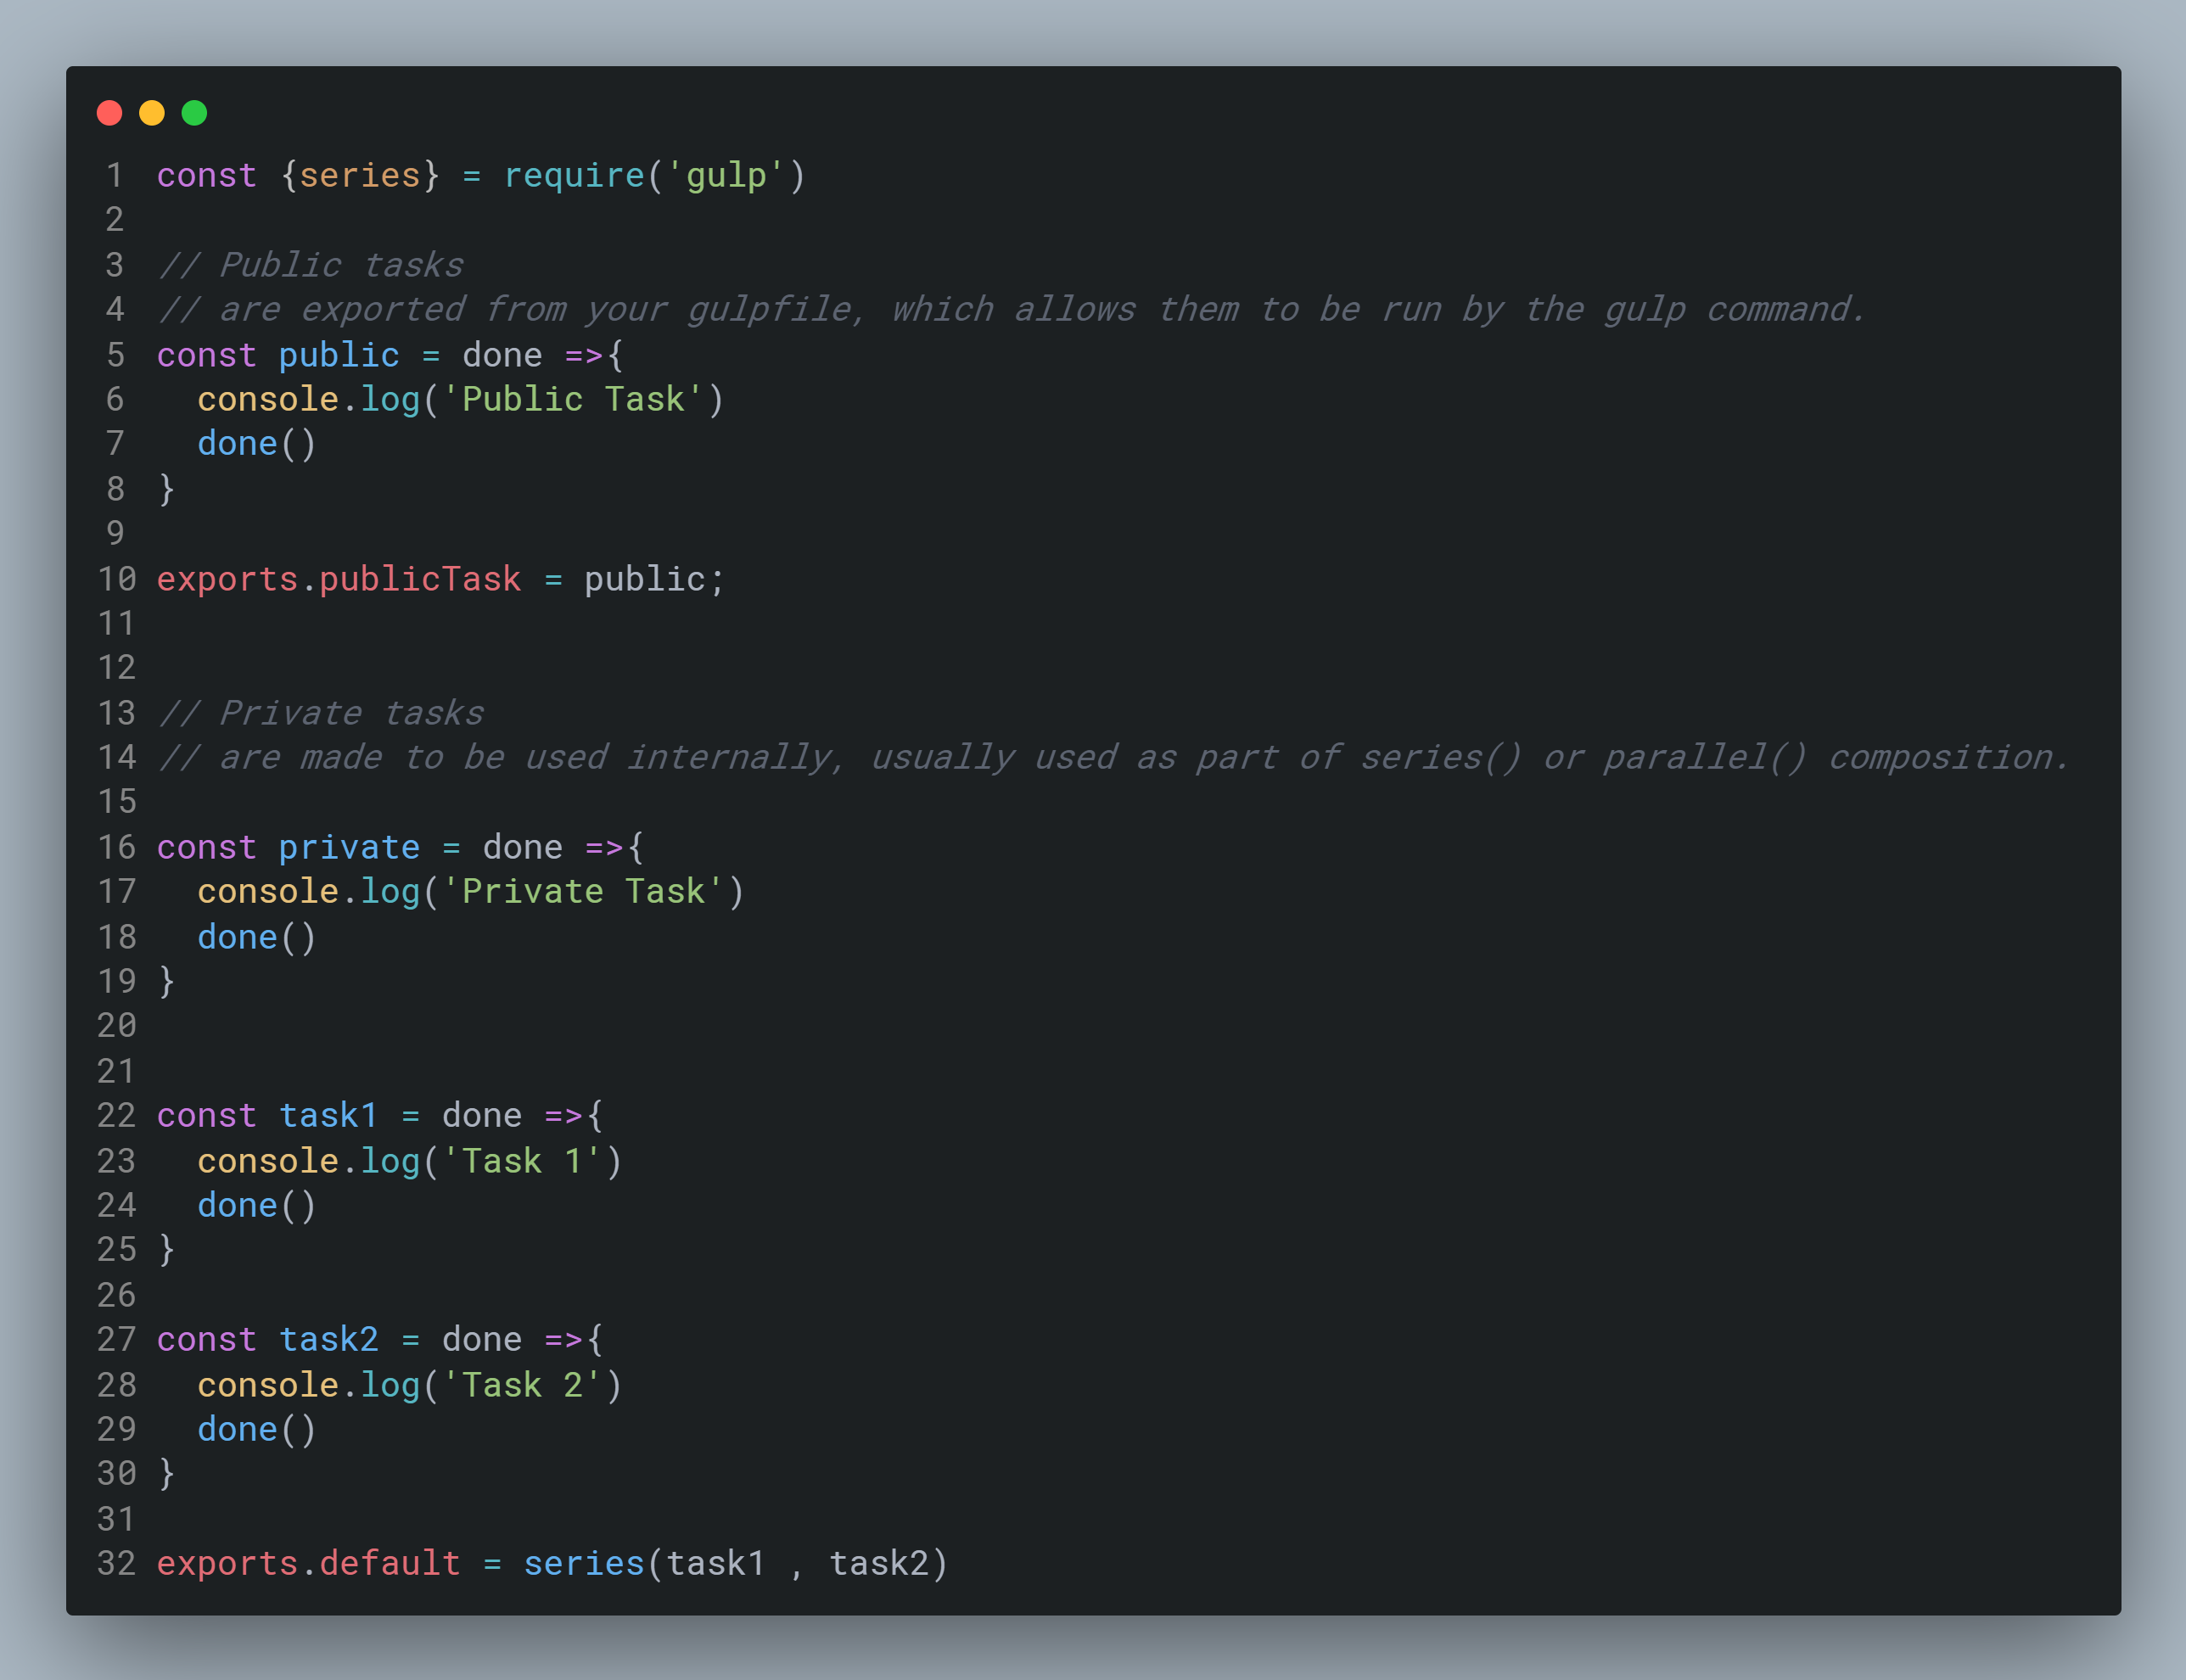 1 const {series} = require('gulp')
2
3 // Public tasks
4 // are exported from your gulpfile, which allows them to be run by the gulp command.
5 const public = done =>{
6   console.log('Public Task')
7   done()
8 }
9
10 exports.publicTask = public;
11
12
13 // Private tasks
14 // are made to be used internally, usually used as part of series() or parallel() composition.
15
16 const private = done =>{
17   console.log('Private Task')
18   done()
19 }
20
21
22 const task1 = done =>{
23   console.log('Task 1')
24   done()
25 }
26
27 const task2 = done =>{
28   console.log('Task 2')
29   done()
30 }
31
32 exports.default = series(task1 , task2)